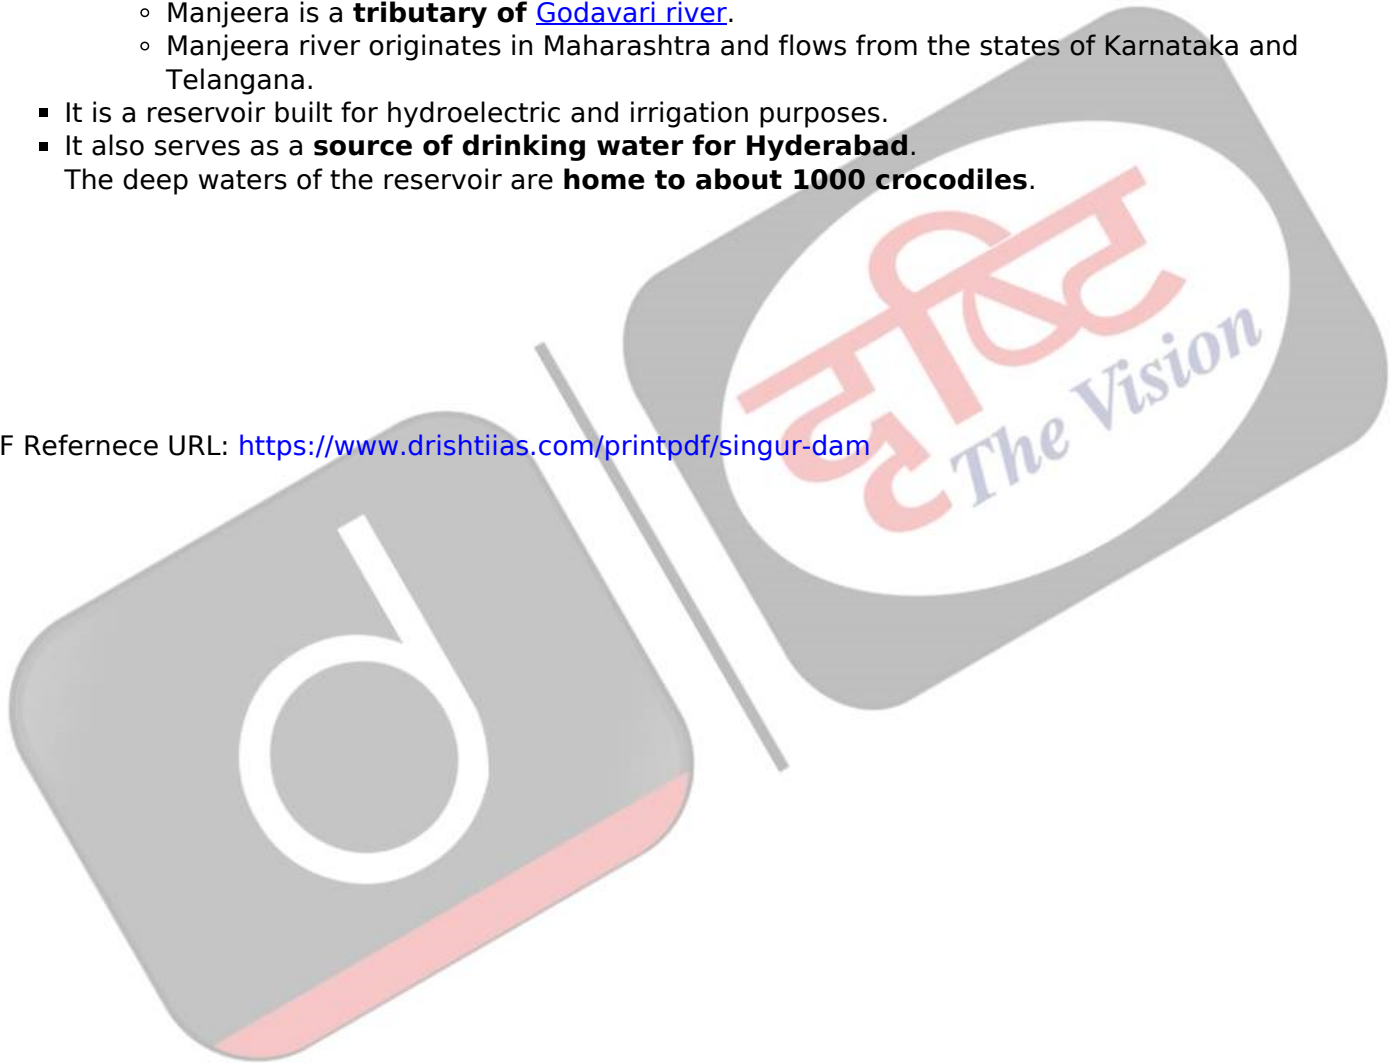 ◦ Manjeera is a tributary of Godavari river.
◦ Manjeera river originates in Maharashtra and flows from the states of Karnataka and
Telangana.
▪ It is a reservoir built for hydroelectric and irrigation purposes.
▪ It also serves as a source of drinking water for Hyderabad.
The deep waters of the reservoir are home to about 1000 crocodiles.
दृष्टि
The Vision
F Refernece URL: https://www.drishtiias.com/printpdf/singur-dam
d